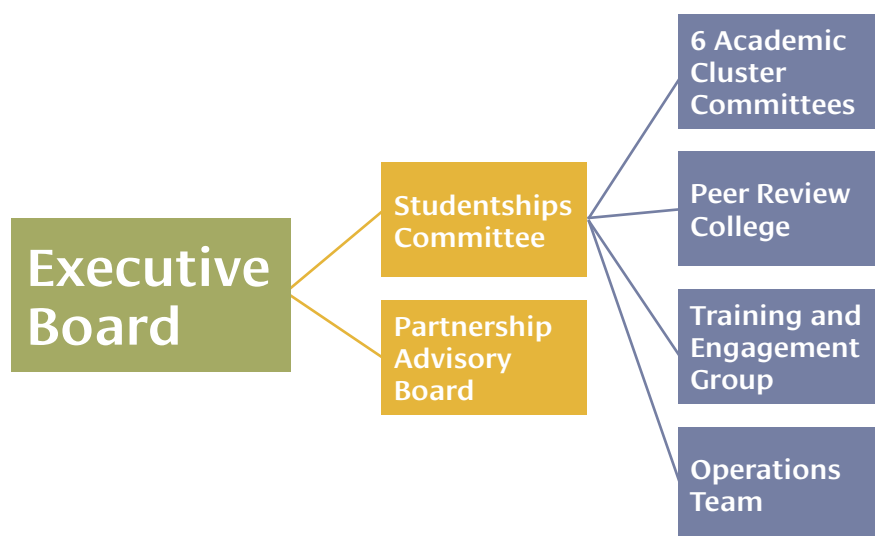 Executive
Board
Studentships
Committee
Partnership
Advisory
Board
6 Academic
Cluster
Committees
Peer Review
College
Training and
Engagement
Group
Operations
Team